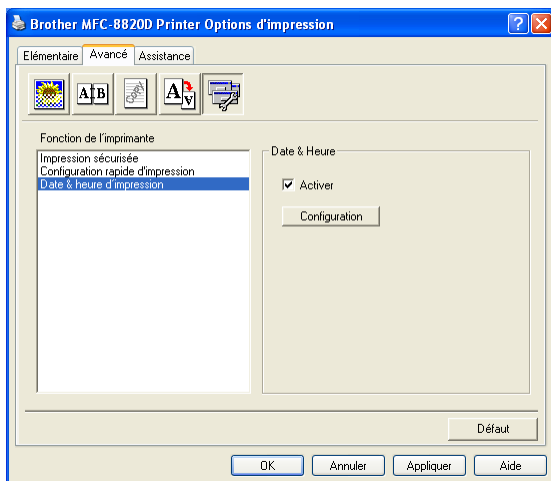 Brother MFC-8820D Printer Options d'impression
Elémentaire Avancé Assistance
A B
A A
Fonction de l'imprimante
Impression sécurisée
Configuration rapide d'impression
Date & heure d'impression
Date & Heure
Activer
Configuration
Défaut
OK Annuler Appliquer Aide